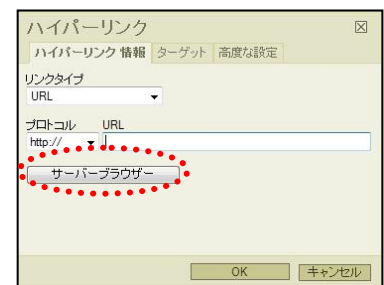 ハイパーリンク
ハイパーリンク 情報 ターゲット 高度な設定
リンクタイプ
URL
プロトコル URL
http://
サーバーブラウザー
OK キャンセル